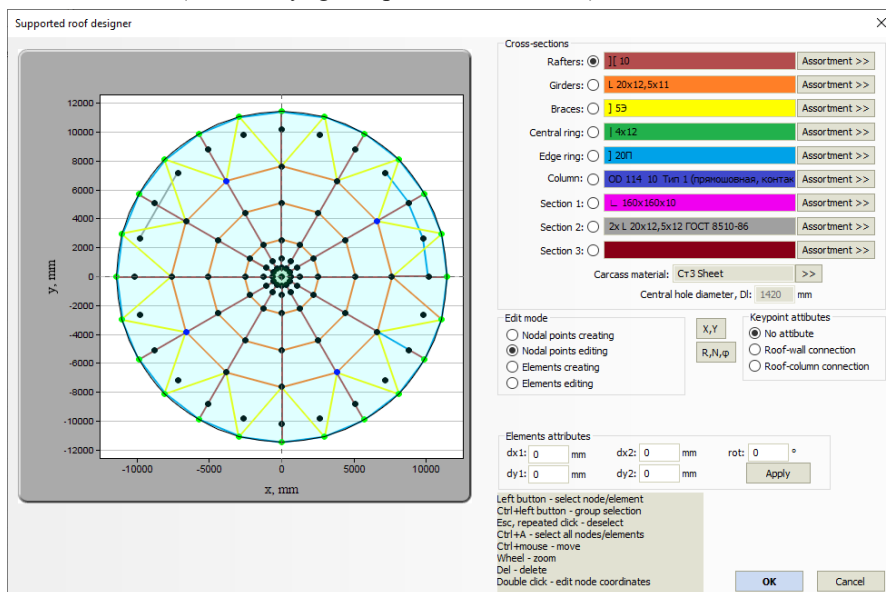 Supported roof designer
Cross-sections
Rafters: ][ 10 Assortment >>
Girders: L 20x12,5x11 Assortment >>
Braces: ] 5Э Assortment >>
Central ring: ] 4x12 Assortment >>
Edge ring: ] 20П Assortment >>
Column: OD 114 10 Тип 1 (прямошовная, контак Assortment >>
Section 1: ∟ 160x160x10 Assortment >>
Section 2: 2x L 20x12,5x12 ГОСТ 8510-86 Assortment >>
Section 3: Assortment >>
Carcass material: Ст3 Sheet >>
Central hole diameter, DI: 1420 mm
Edit mode
Nodal points creating
Nodal points editing
Elements creating
Elements editing
X,Y
R,N,φ
Keypoint attibutes
No attibute
Roof-wall connection
Roof-column connection
Elements attributes
dx1: 0 mm dx2: 0 mm rot: 0 °
dy1: 0 mm dy2: 0 mm Apply
Left button - select node/element
Ctrl+left button - group selection
Esc, repeated click - deselect
Ctrl+A - select all nodes/elements
Ctrl+mouse - move
Wheel - zoom
Del - delete
Double click - edit node coordinates
OK Cancel
12000
10000
8000
6000
4000
2000
0
-2000
-4000
-6000
-8000
-10000
-12000
y, mm
-10000 -5000 0 5000 10000
x, mm